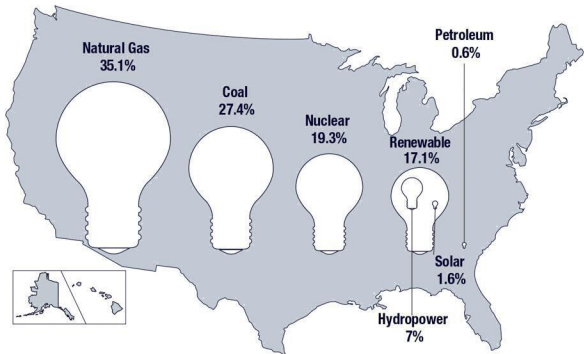 Natural Gas
35.1%
Coal
27.4%
Nuclear
19.3%
Renewable
17.1%
Petroleum
0.6%
Solar
1.6%
Hydropower
7%